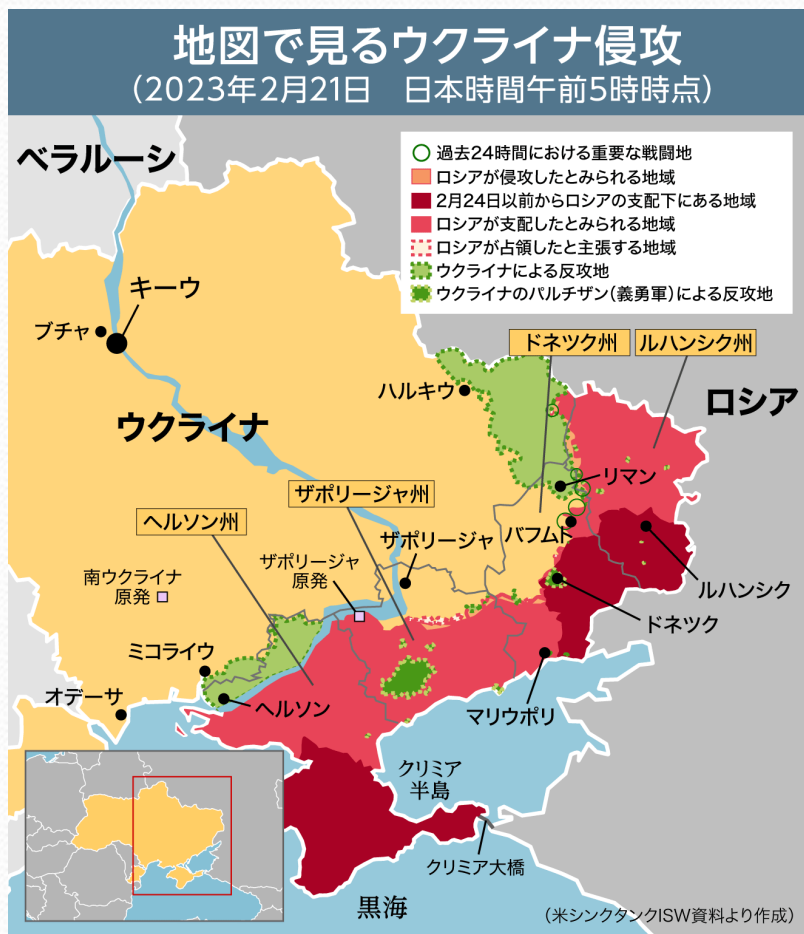 地図で見るウクライナ侵攻
（2023年2月21日　日本時間午前5時時点）
ベラルーシ
過去24時間における重要な戦闘地
ロシアが侵攻したとみられる地域
2月24日以前からロシアの支配下にある地域
ロシアが支配したとみられる地域
ロシアが占領したと主張する地域
ウクライナによる反攻地
ウクライナのパルチザン（義勇軍）による反攻地
キーウ
ブチャ
ドネツク州
ルハンシク州
ハルキウ
ロシア
ウクライナ
リマン
ザポリージャ州
ヘルソン州
バフムト
ザポリージャ
ザポリージャ
原発
南ウクライナ
原発
ルハンシク
ドネツク
ミコライウ
オデーサ
ヘルソン
マリウポリ
クリミア
半島
クリミア大橋
黒海
（米シンクタンクISW資料より作成）